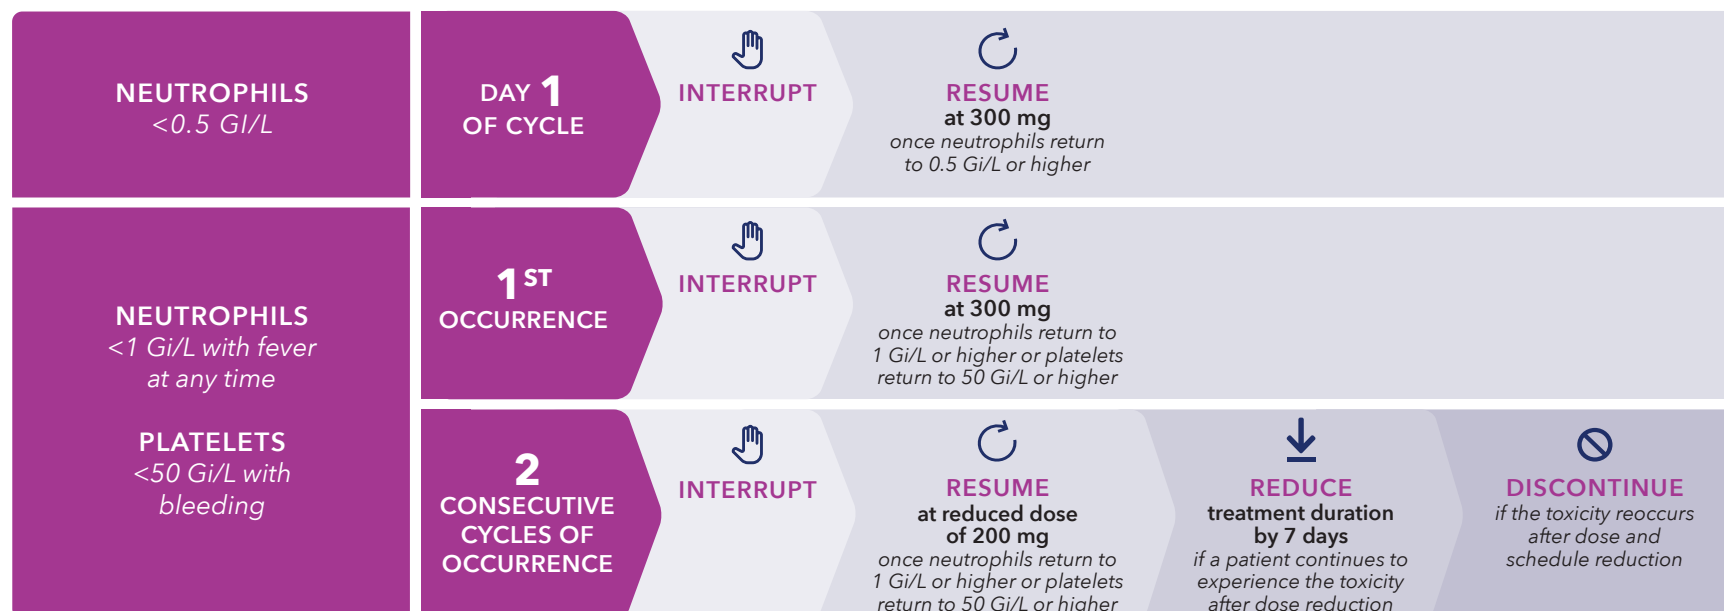 NEUTROPHILS
<0.5 GI/L
DAY 1
OF CYCLE
INTERRUPT
RESUME
at 300 mg
once neutrophils return
to 0.5 Gi/L or higher
NEUTROPHILS
<1 Gi/L with fever
at any time
PLATELETS
<50 Gi/L with
bleeding
1ST
OCCURRENCE
INTERRUPT
RESUME
at 300 mg
once neutrophils return to
1 Gi/L or higher or platelets
return to 50 Gi/L or higher
2
CONSECUTIVE
CYCLES OF
OCCURRENCE
INTERRUPT
RESUME
at reduced dose
of 200 mg
once neutrophils return to
1 Gi/L or higher or platelets
return to 50 Gi/L or higher
REDUCE
treatment duration
by 7 days
if a patient continues to
experience the toxicity
after dose reduction
DISCONTINUE
if the toxicity reoccurs
after dose and
schedule reduction